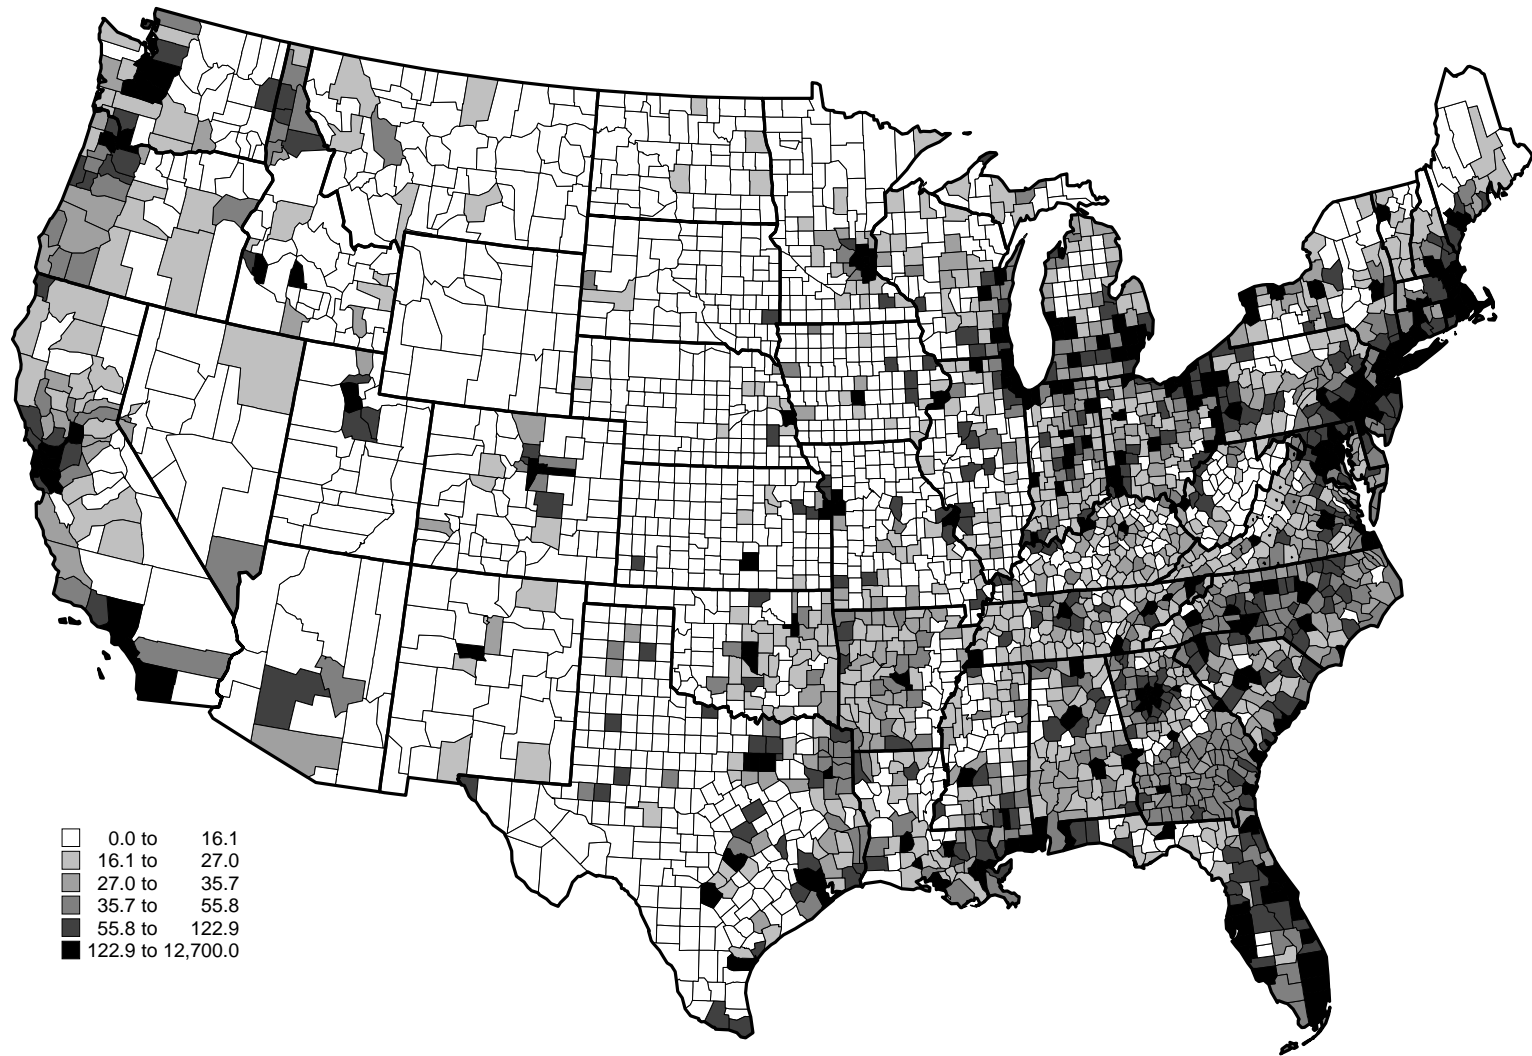 0.0 to 16.1
16.1 to 27.0
27.0 to 35.7
35.7 to 55.8
55.8 to 122.9
122.9 to 12,700.0